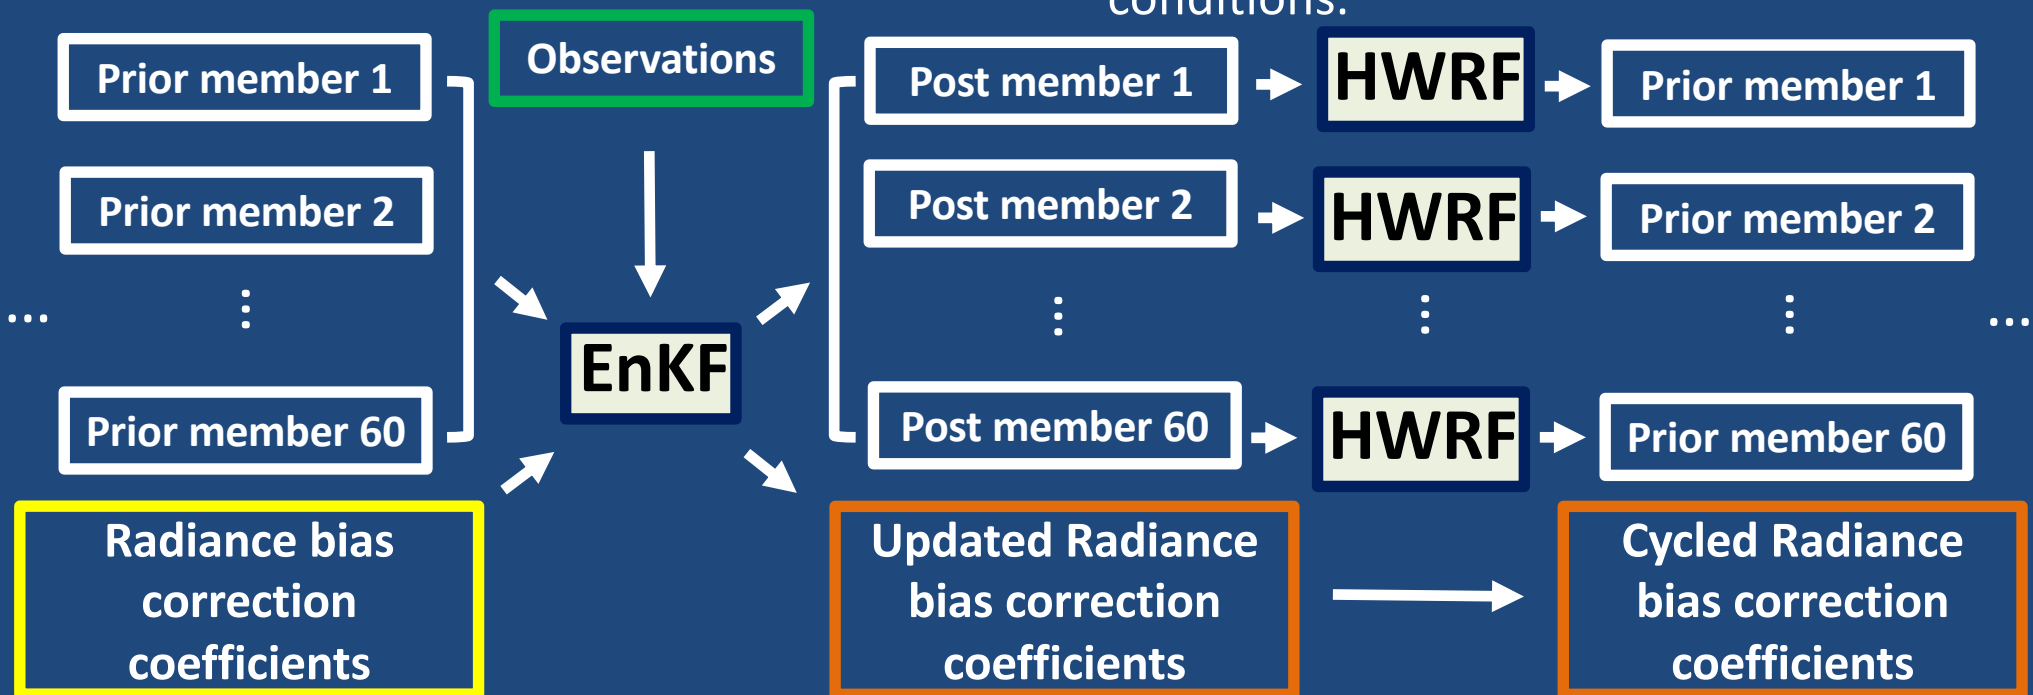 conditions.
Observations
Prior member 1
Post member 1
HWRF
Prior member 1
Prior member 2
Post member 2
HWRF
Prior member 2
...
...
...
...
...
...
EnKF
Prior member 60
Post member 60
HWRF
Prior member 60
Radiance bias
correction
coefficients
Updated Radiance
bias correction
coefficients
Cycled Radiance
bias correction
coefficients